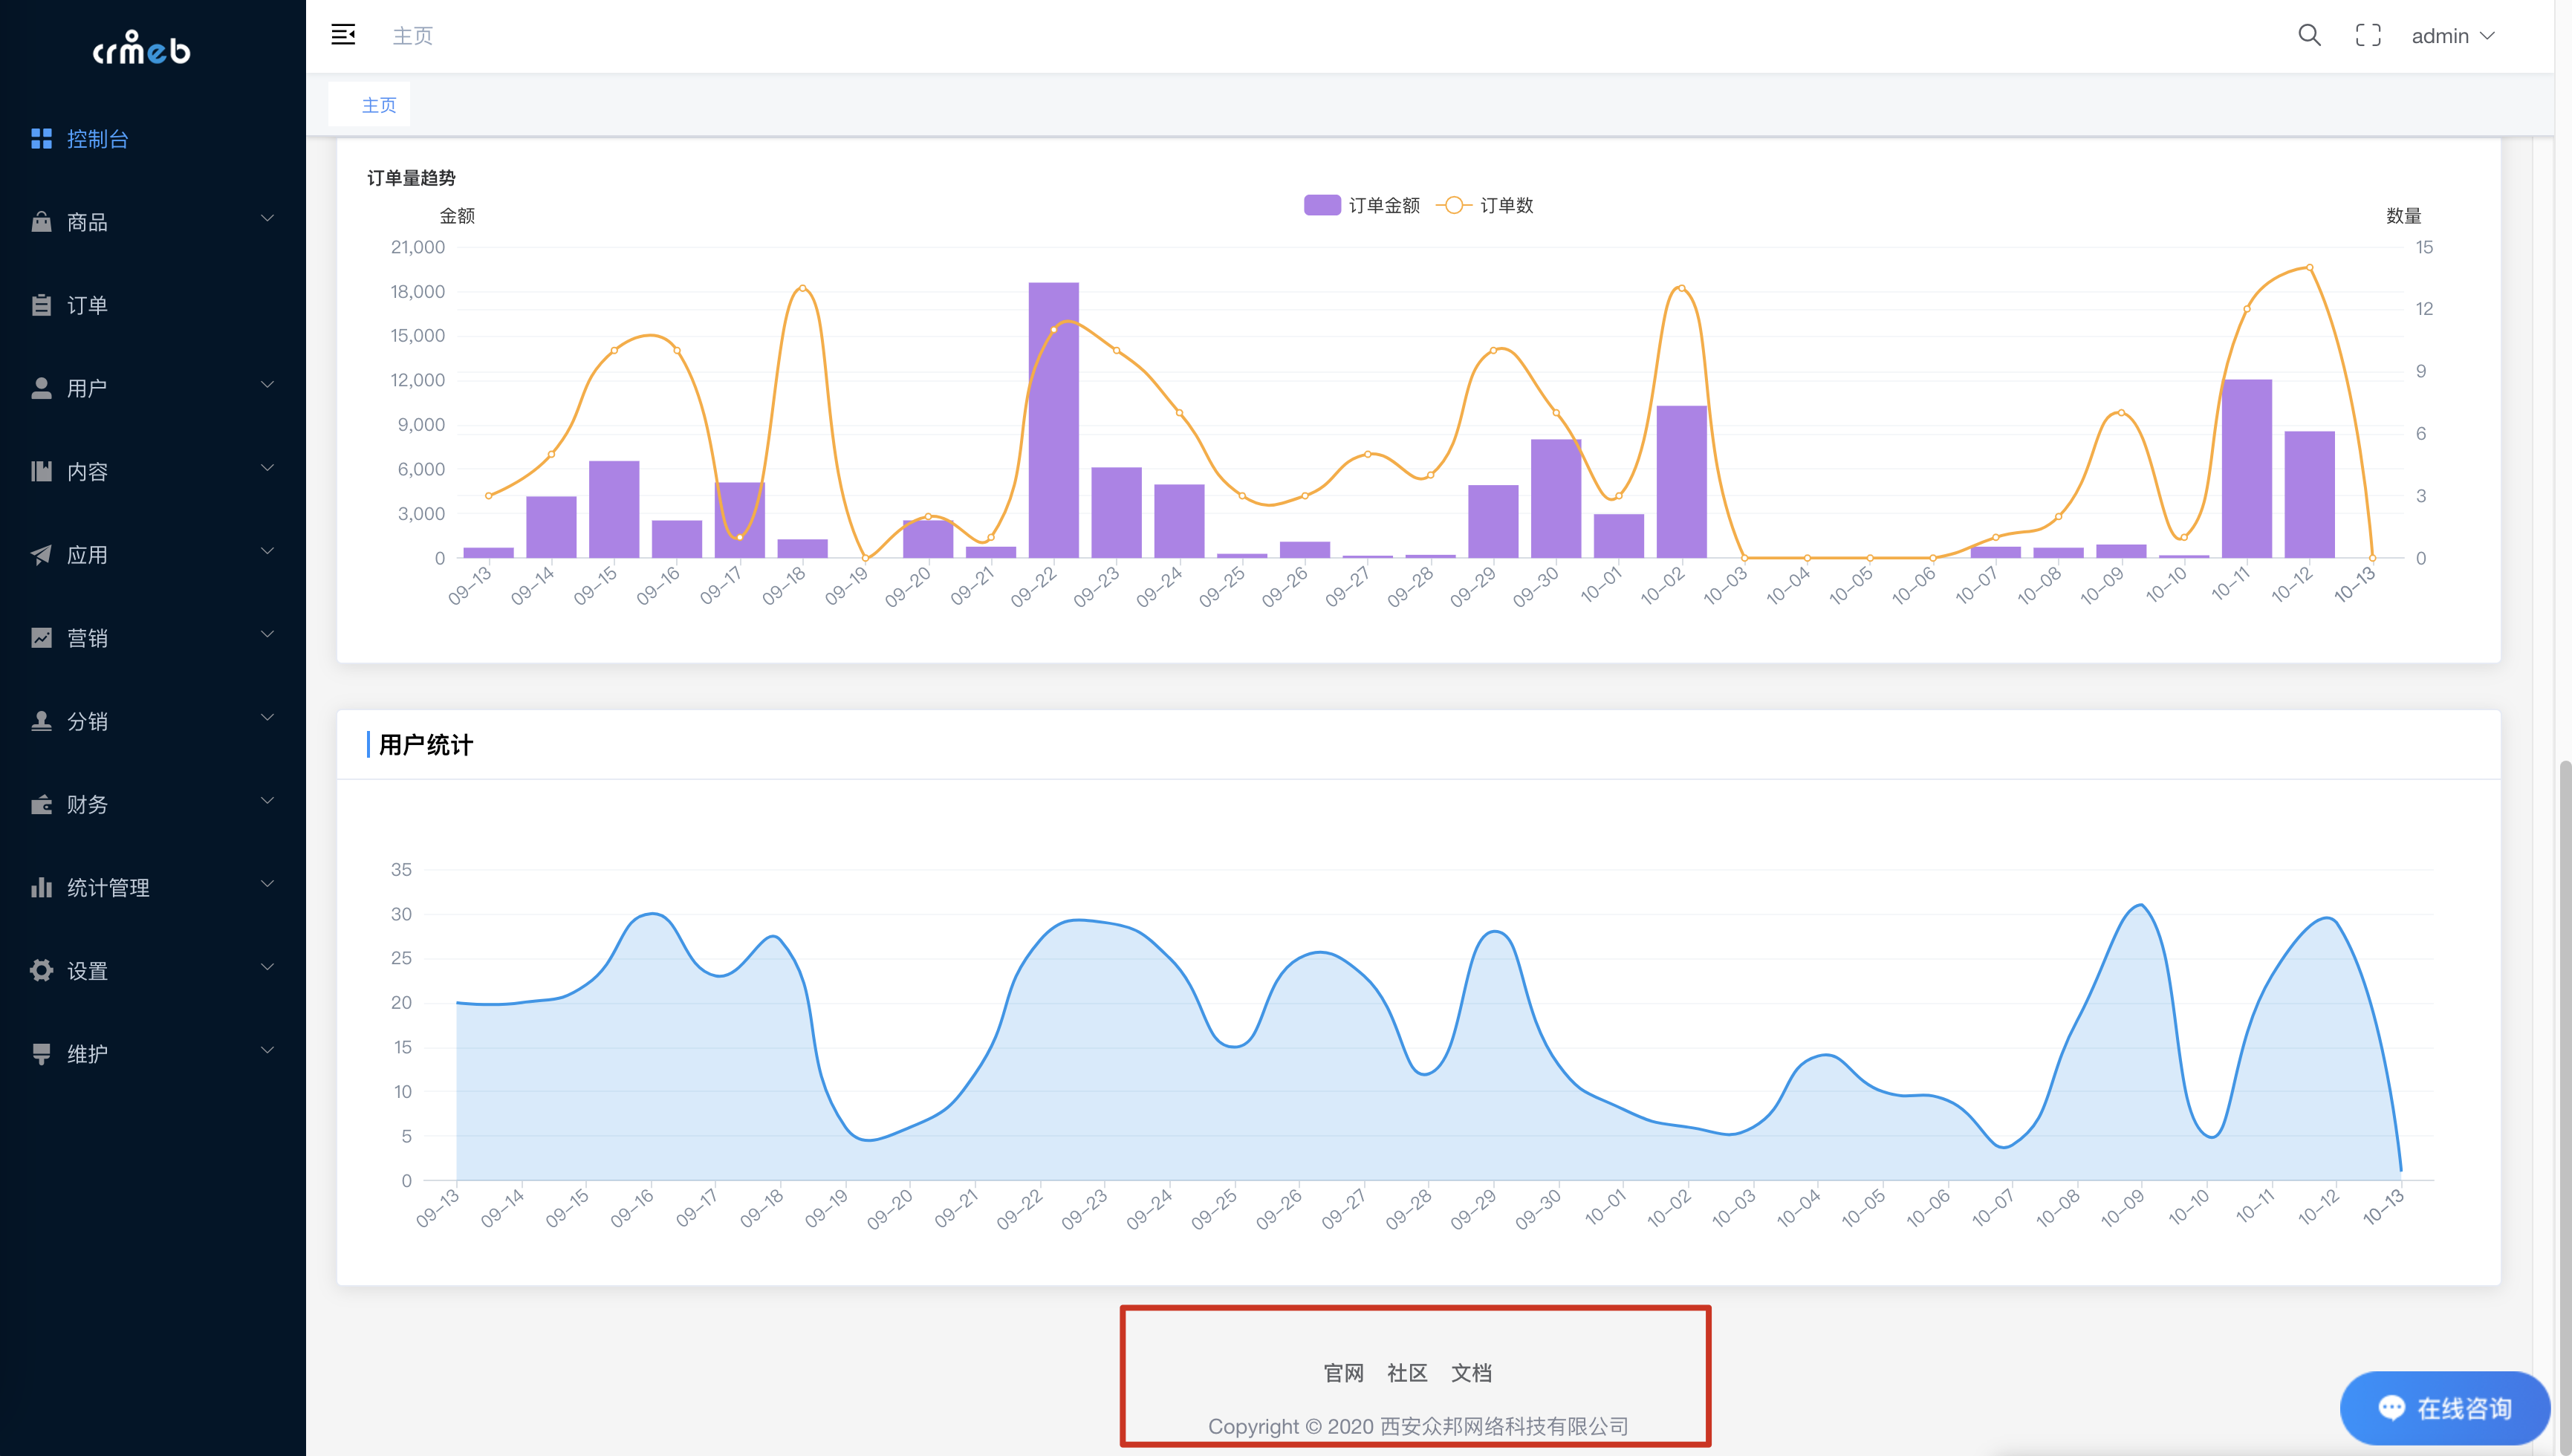 crmeb
控制台
商品
订单
用户
内容
应用
营销
分销
财务
统计管理
设置
维护
主页
admin
主页
订单量趋势
订单金额 订单数
金额
数量
21,000
18,000
15,000
12,000
9,000
6,000
3,000
0
15
12
9
6
3
0
09-13 09-14 09-15 09-16 09-17 09-18 09-19 09-20 09-21 09-22 09-23 09-24 09-25 09-26 09-27 09-28 09-29 09-30 10-01 10-02 10-03 10-04 10-05 10-06 10-07 10-08 10-09 10-10 10-11 10-12 10-13
用户统计
35
30
25
20
15
10
5
0
09-13 09-14 09-15 09-16 09-17 09-18 09-19 09-20 09-21 09-22 09-23 09-24 09-25 09-26 09-27 09-28 09-29 09-30 10-01 10-02 10-03 10-04 10-05 10-06 10-07 10-08 10-09 10-10 10-11 10-12 10-13
官网 社区 文档
Copyright © 2020 西安众邦网络科技有限公司
在线咨询